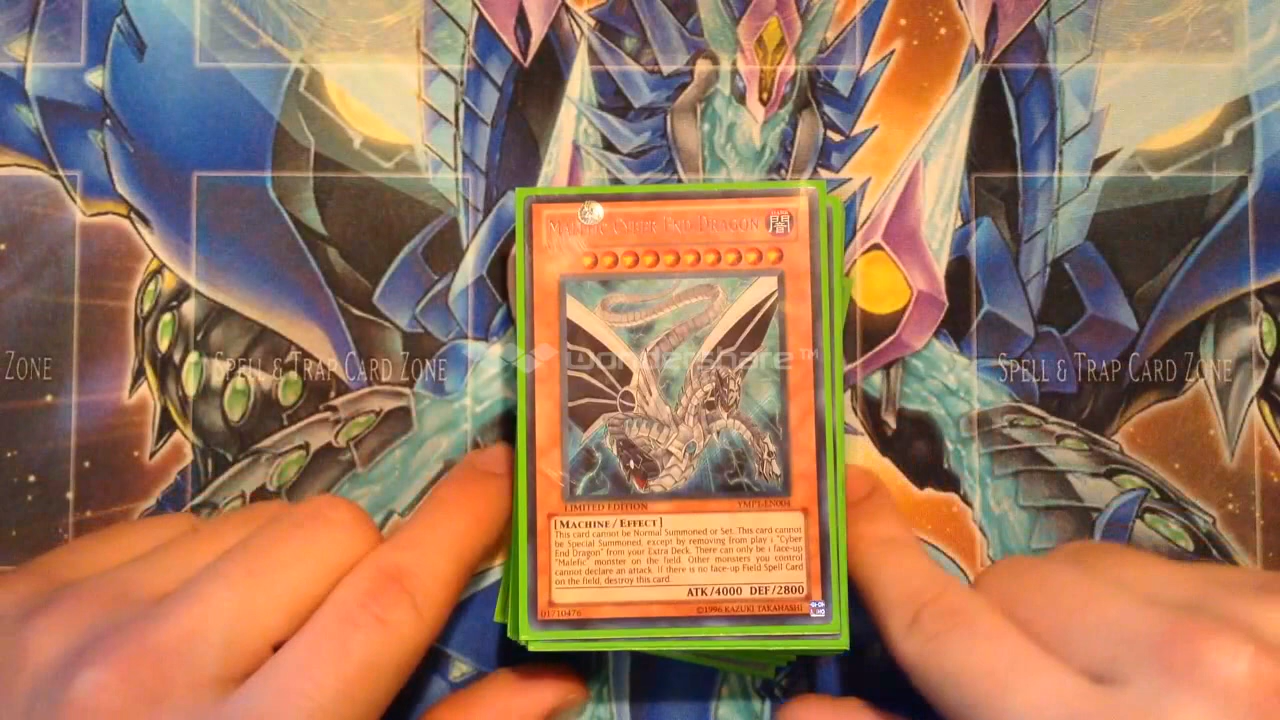 MALEFIC CYBER END DRAGON
闇
ZONE
SPELL & TRAP CARD ZONE
SPELL & TRAP CARD ZONE
Wondershare™
LIMITED EDITION
YMP1-EN004
[MACHINE/EFFECT]
This card cannot be Normal Summoned or Set. This card cannot
be Special Summoned, except by removing from play 1 "Cyber
End Dragon" from your Extra Deck. There can only be 1 face-up
"Malefic" monster on the field. Other monsters you control
cannot declare an attack. If there is no face-up Field Spell Card
on the field, destroy this card.
ATK/4000 DEF/2800
01710476
©1996 KAZUKI TAKAHASHI